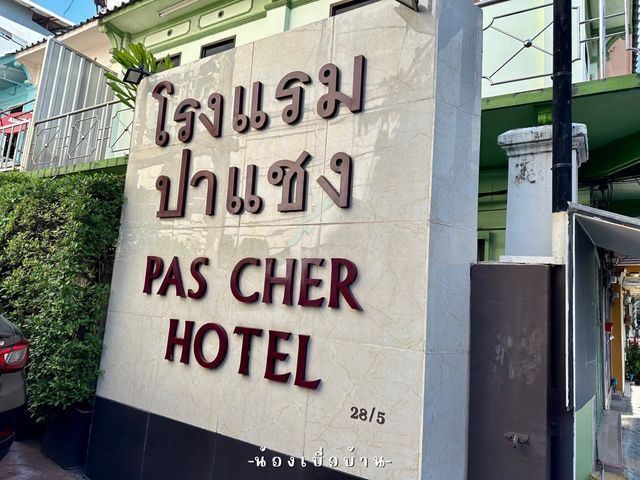 โรงแรม
ปาแชง
PAS CHER
HOTEL
28/5
-น้องเบื่อบ้าน-